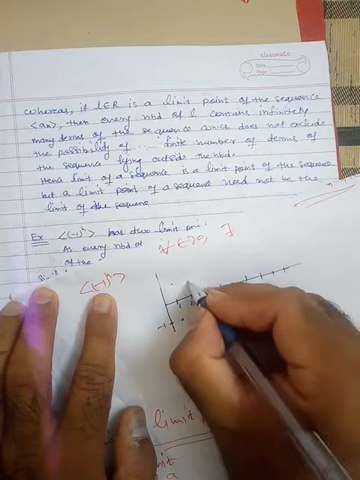 classmate
Date
Page
whereas, if l∈R is a limit point of the sequence
<an>, then every nbd of l contains infinitely
many terms of the sequence which does not exclude
the possibility of infinite number of terms of
the sequence lying outside the nbd.
Hence limit of a sequence is a limit point of the sequence
but a limit point of a sequence need not be the
limit of the sequence.
Ex <(-1)^n> has two limit poin
As every nbd of
of the
∀ ε>0, ∃
<(-1)^n>
-1
limit